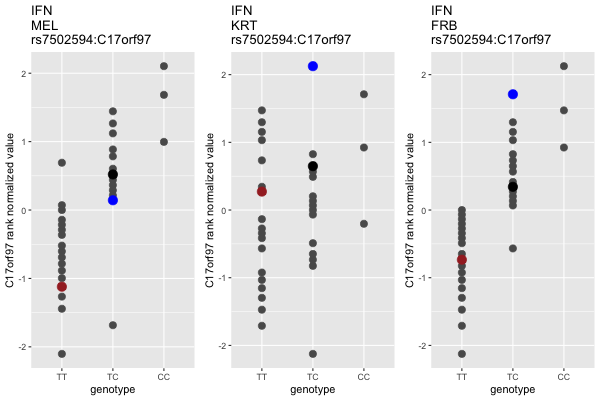 IFN
MEL
rs7502594:C17orf97
C17orf97 rank normalized value
2
1
0
-1
-2
TT
TC
CC
genotype
IFN
KRT
rs7502594:C17orf97
C17orf97 rank normalized value
2
1
0
-1
-2
TT
TC
CC
genotype
IFN
FRB
rs7502594:C17orf97
C17orf97 rank normalized value
2
1
0
-1
-2
TT
TC
CC
genotype